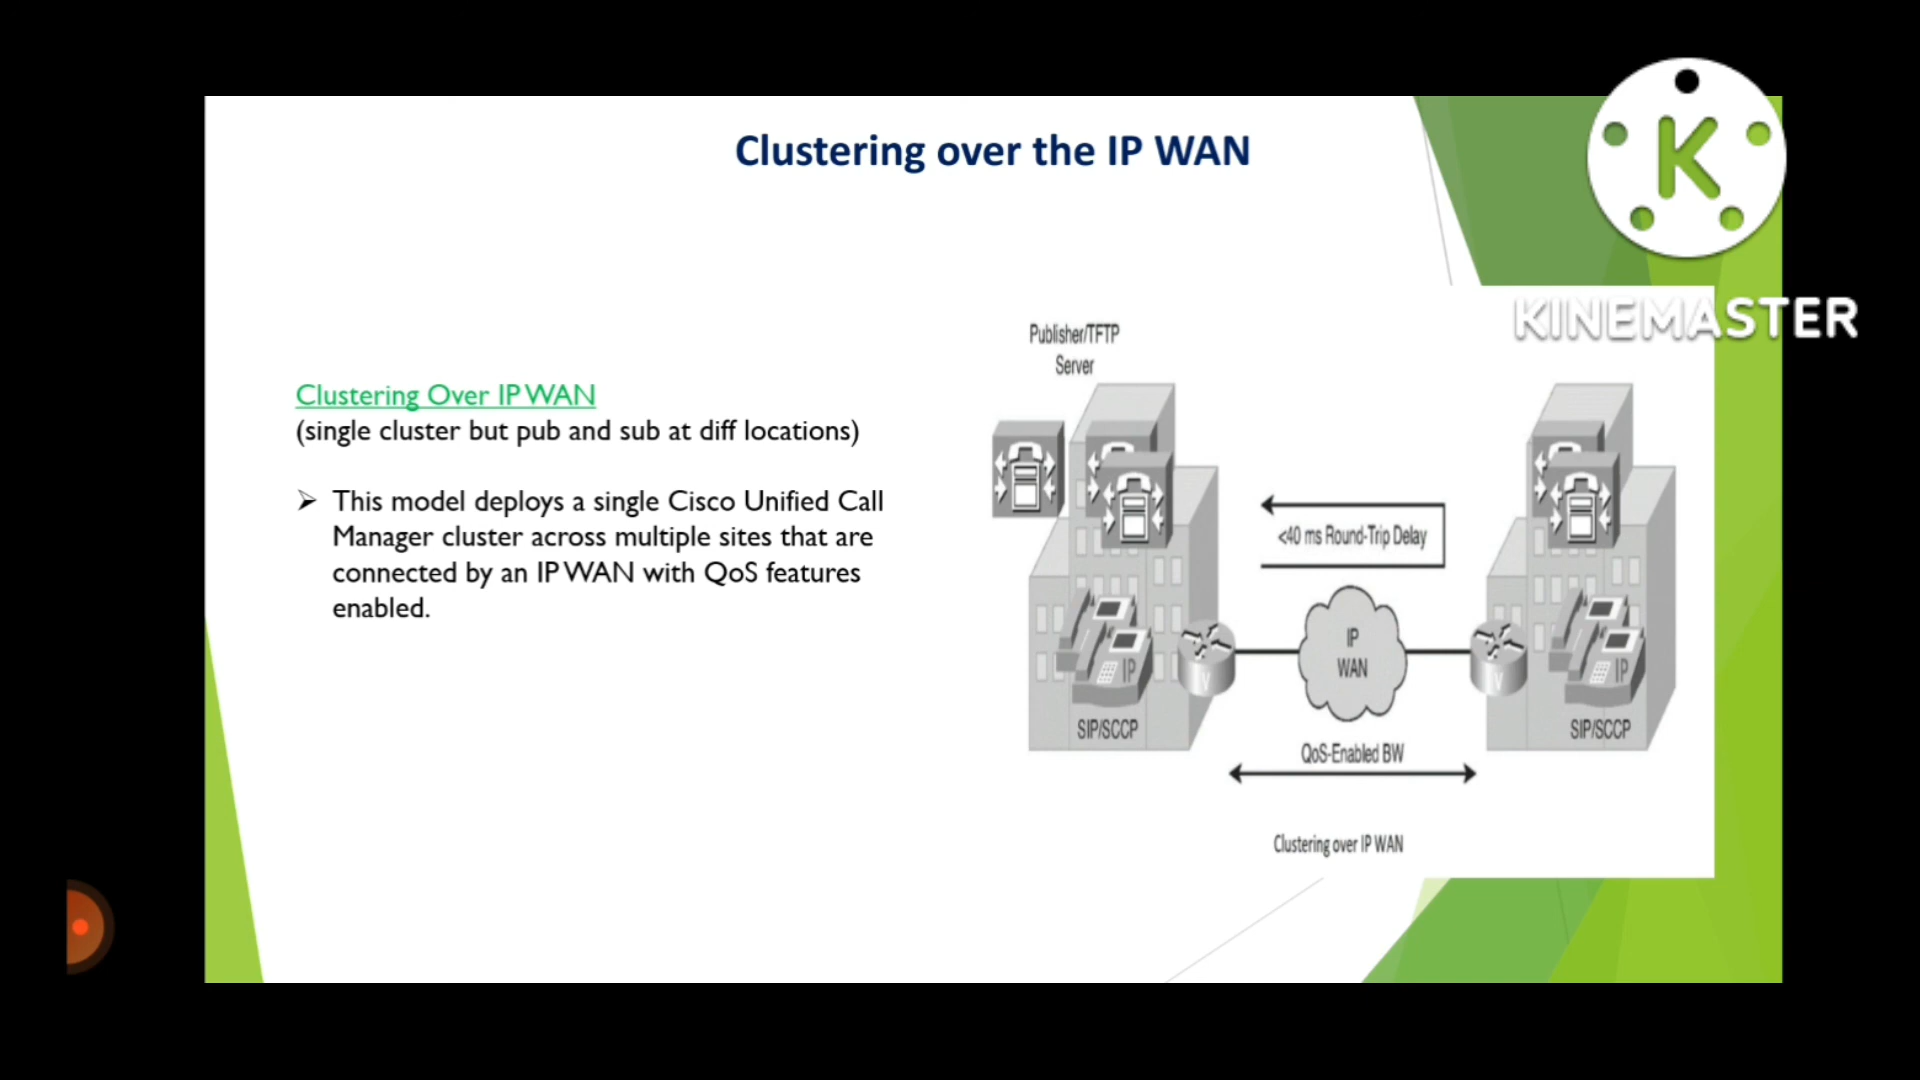 Clustering over the IP WAN
K
KINEMASTER
Clustering Over IP WAN
(single cluster but pub and sub at diff locations)
➢ This model deploys a single Cisco Unified Call
Manager cluster across multiple sites that are
connected by an IP WAN with QoS features
enabled.
Publisher/TFTP
Server
<40 ms Round-Trip Delay
IP
WAN
IP
V
V
IP
SIP/SCCP
SIP/SCCP
QoS-Enabled BW
Clustering over IP WAN